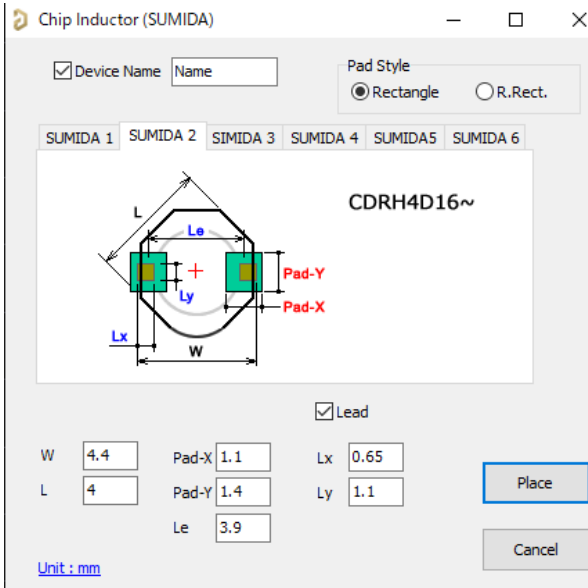 Chip Inductor (SUMIDA)
Device Name Name
Pad Style
Rectangle R.Rect.
SUMIDA 1 SUMIDA 2 SIMIDA 3 SUMIDA 4 SUMIDA5 SUMIDA 6
CDRH4D16~
L
Le
Pad-Y
Ly
Pad-X
Lx
W
Lead
W 4.4 Pad-X 1.1 Lx 0.65
L 4 Pad-Y 1.4 Ly 1.1
Place
Le 3.9
Cancel
Unit : mm